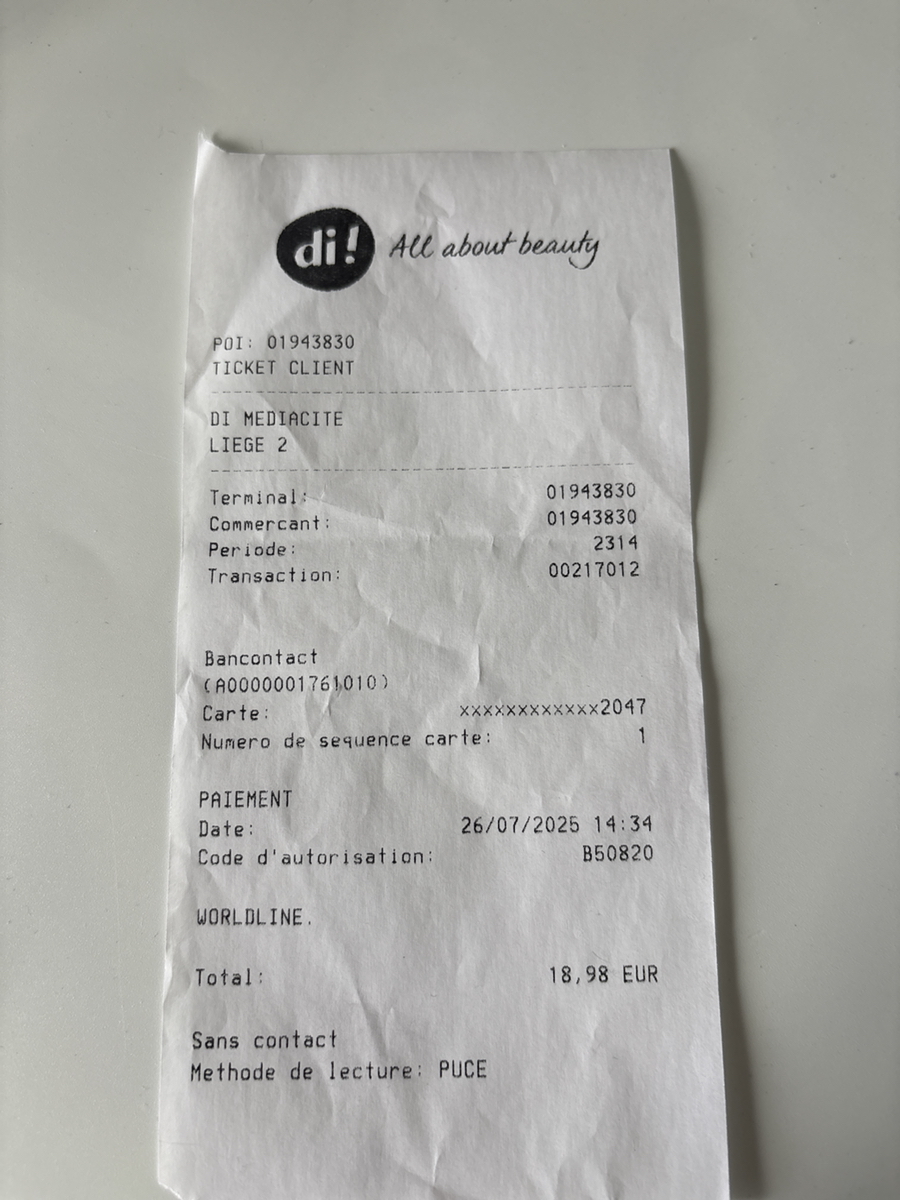 di! All about beauty
POI: 01943830
TICKET CLIENT
DI MEDIACITE
LIEGE 2
Terminal: 01943830
Commercant: 01943830
Periode: 2314
Transaction: 00217012
Bancontact
(A0000001761010)
Carte: xxxxxxxxxxxx2047
Numero de sequence carte: 1
PAIEMENT
Date: 26/07/2025 14:34
Code d'autorisation: B50820
WORLDLINE.
Total: 18,98 EUR
Sans contact
Methode de lecture: PUCE